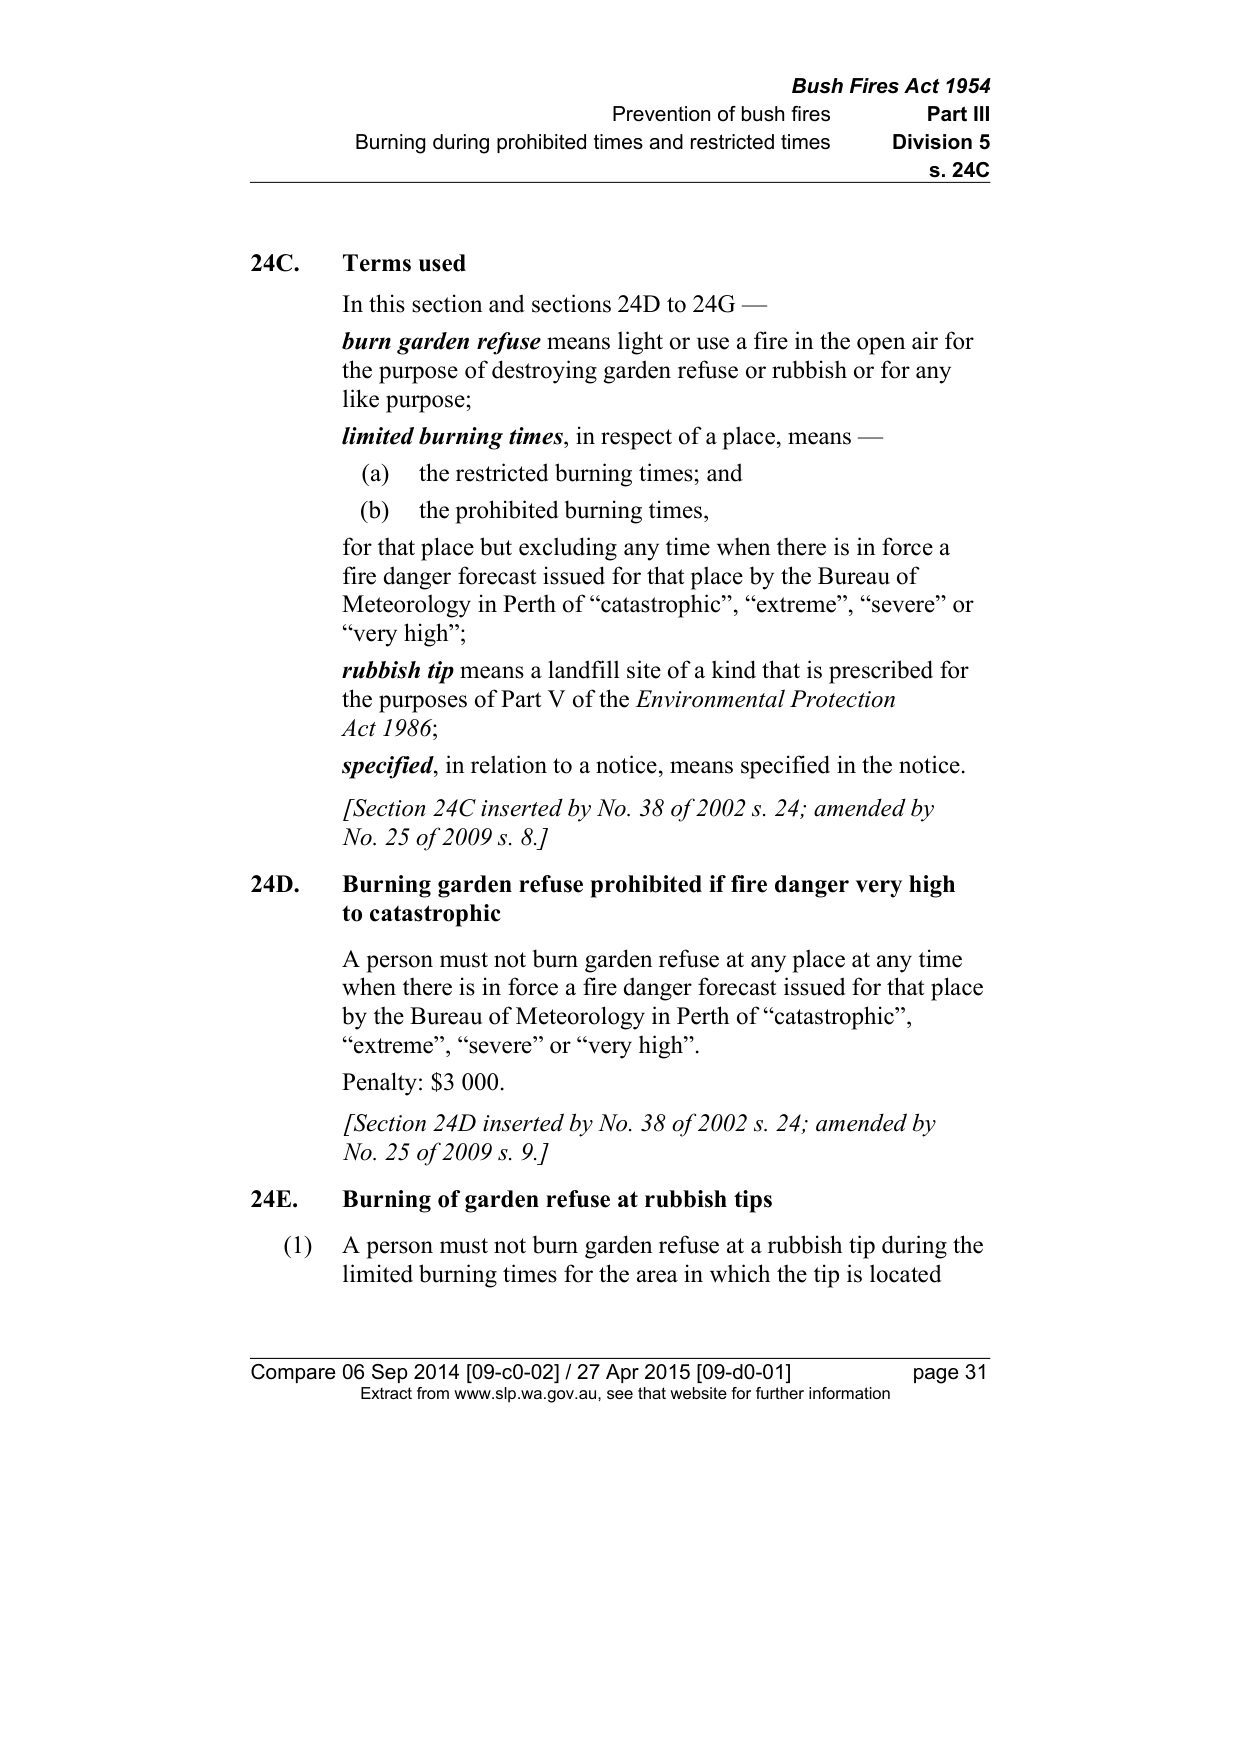 Bush Fires Act 1954
Prevention of bush fires Part III
Burning during prohibited times and restricted times Division 5
s. 24C
24C. Terms used
In this section and sections 24D to 24G —
burn garden refuse means light or use a fire in the open air for
the purpose of destroying garden refuse or rubbish or for any
like purpose;
limited burning times, in respect of a place, means —
(a) the restricted burning times; and
(b) the prohibited burning times,
for that place but excluding any time when there is in force a
fire danger forecast issued for that place by the Bureau of
Meteorology in Perth of “catastrophic”, “extreme”, “severe” or
“very high”;
rubbish tip means a landfill site of a kind that is prescribed for
the purposes of Part V of the Environmental Protection
Act 1986;
specified, in relation to a notice, means specified in the notice.
[Section 24C inserted by No. 38 of 2002 s. 24; amended by
No. 25 of 2009 s. 8.]
24D. Burning garden refuse prohibited if fire danger very high
to catastrophic
A person must not burn garden refuse at any place at any time
when there is in force a fire danger forecast issued for that place
by the Bureau of Meteorology in Perth of “catastrophic”,
“extreme”, “severe” or “very high”.
Penalty: $3 000.
[Section 24D inserted by No. 38 of 2002 s. 24; amended by
No. 25 of 2009 s. 9.]
24E. Burning of garden refuse at rubbish tips
(1) A person must not burn garden refuse at a rubbish tip during the
limited burning times for the area in which the tip is located
Compare 06 Sep 2014 [09-c0-02] / 27 Apr 2015 [09-d0-01] page 31
Extract from www.slp.wa.gov.au, see that website for further information